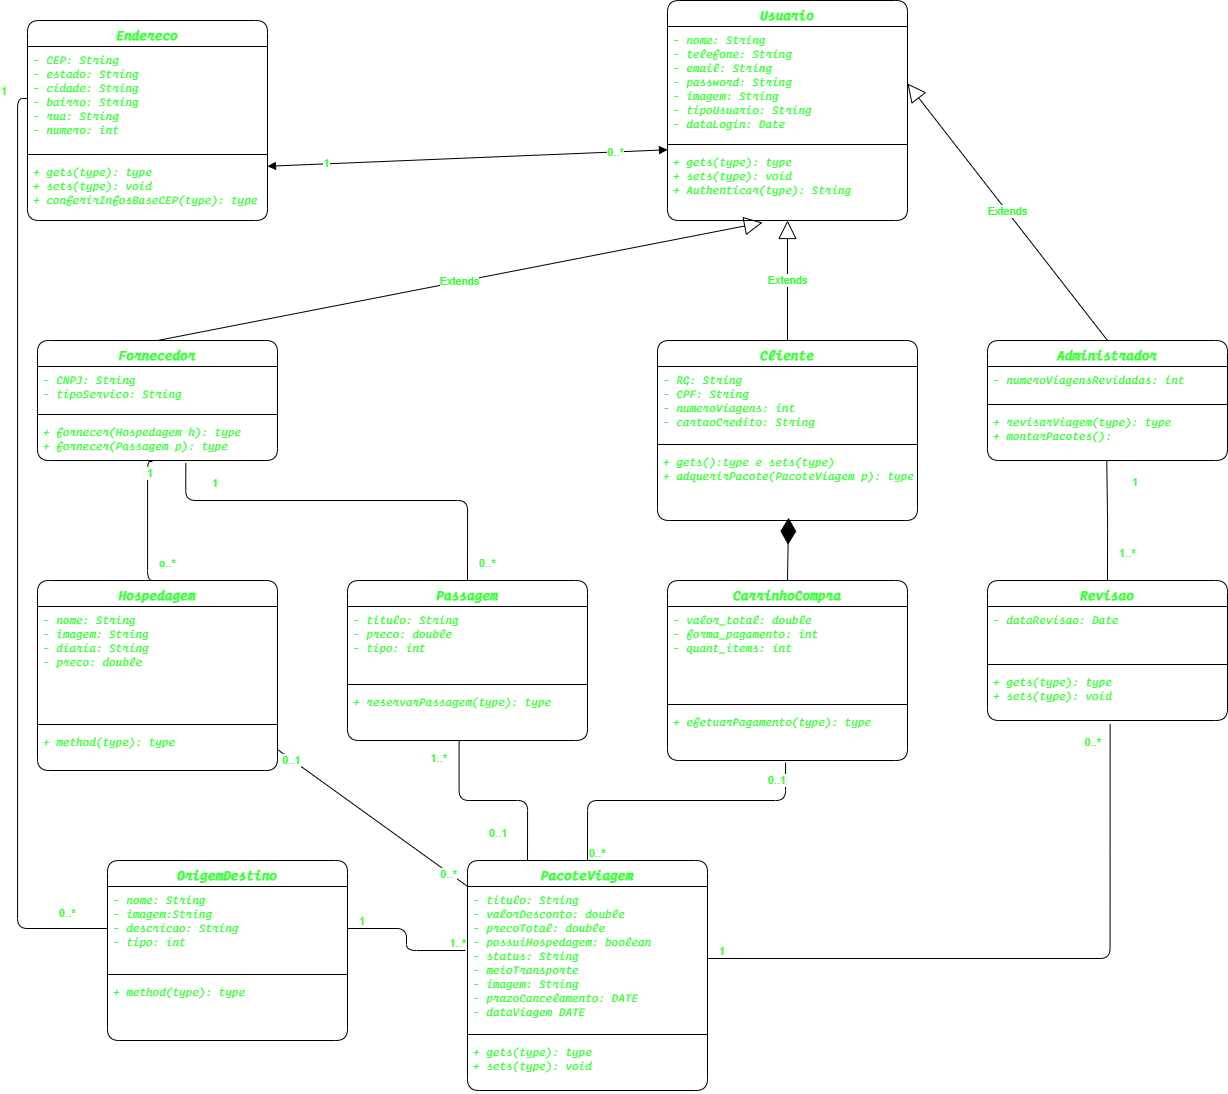 Endereco
- CEP: String
- estado: String
- cidade: String
- bairro: String
- rua: String
- numero: int
+ gets(type): type
+ sets(type): void
+ conferirInfosBaseCEP(type): type
Usuario
- nome: String
- telefone: String
- email: String
- password: String
- imagem: String
- tipoUsuario: String
- dataLogin: Date
+ gets(type): type
+ sets(type): void
+ Authenticar(type): String
1
1
0..*
Extends
Extends
Extends
Fornecedor
- CNPJ: String
- tipoServico: String
+ fornecer(Hospedagem h): type
+ fornecer(Passagem p): type
Cliente
- RG: String
- CPF: String
- numeroViagens: int
- cartaoCredito: String
+ gets():type e sets(type)
+ adquerirPacote(PacoteViagem p): type
Administrador
- numeroViagensRevidadas: int
+ revisarViagem(type): type
+ montarPacotes():
1
1
1
o..*
0..*
1..*
Hospedagem
- nome: String
- imagem: String
- diaria: String
- preco: double
+ method(type): type
Passagem
- titulo: String
- preco: double
- tipo: int
+ reservarPassagem(type): type
CarrinhoCompra
- valor_total: double
- forma_pagamento: int
- quant_items: int
+ efetuarPagamento(type): type
Revisao
- dataRevisao: Date
+ gets(type): type
+ sets(type): void
0..1
1..*
0..1
0..*
0..1
0..*
0..*
OrigemDestino
- nome: String
- imagem:String
- descricao: String
- tipo: int
+ method(type): type
0..*
1
1..*
1
PacoteViagem
- titulo: String
- valorDesconto: double
- precoTotal: double
- possuiHospedagem: boolean
- status: String
- meioTransporte
- imagem: String
- prazoCancelamento: DATE
- dataViagem DATE
+ gets(type): type
+ sets(type): void